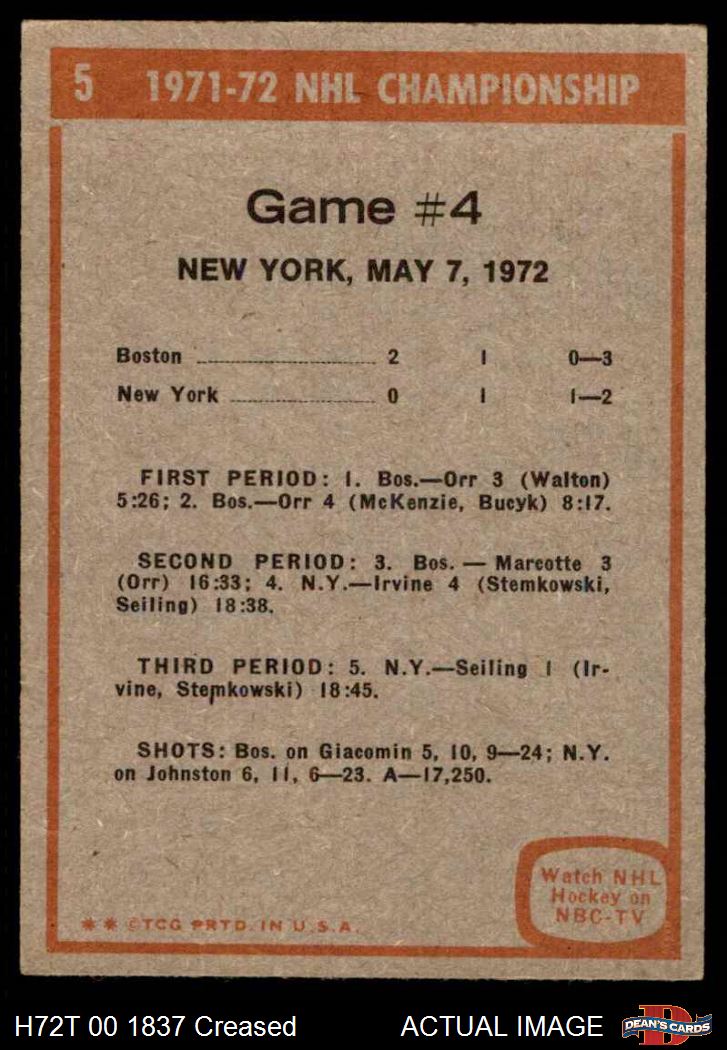 5 1971-72 NHL CHAMPIONSHIP
Game #4
NEW YORK, MAY 7, 1972
Boston ........................ 2 1 0—3
New York ................... 0 1 1—2
FIRST PERIOD: 1. Bos.—Orr 3 (Walton)
5:26; 2. Bos.—Orr 4 (McKenzie, Bucyk) 8:17.
SECOND PERIOD: 3. Bos. — Marcotte 3
(Orr) 16:33; 4. N.Y.—Irvine 4 (Stemkowski,
Seiling) 18:38.
THIRD PERIOD: 5. N.Y.—Seiling 1 (Ir-
vine, Stemkowski) 18:45.
SHOTS: Bos. on Giacomin 5, 10, 9—24; N.Y.
on Johnston 6, 11, 6—23. A—17,250.
Watch NHL
Hockey on
NBC-TV
* * ©TCG PRTD. IN U.S.A.
H72T 00 1837 Creased ACTUAL IMAGE
D
DEAN'S CARDS